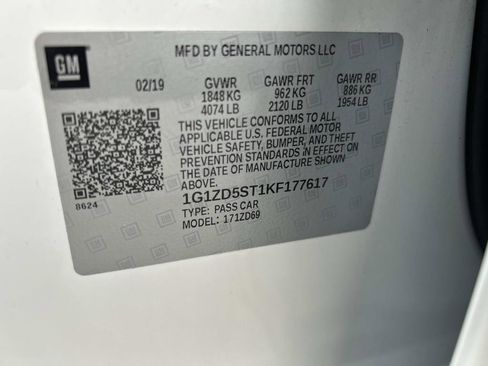 GM
MFD BY GENERAL MOTORS LLC
02/19 GVWR GAWR FRT GAWR RR
1848 KG 962 KG 886 KG
4074 LB 2120 LB 1954 LB
THIS VEHICLE CONFORMS TO ALL
APPLICABLE U.S. FEDERAL MOTOR
VEHICLE SAFETY, BUMPER, AND THEFT
PREVENTION STANDARDS IN EFFECT ON
THE DATE OF MANUFACTURE SHOWN
ABOVE.
8624
1G1ZD5ST1KF177617
TYPE: PASS CAR
MODEL: 171ZD69